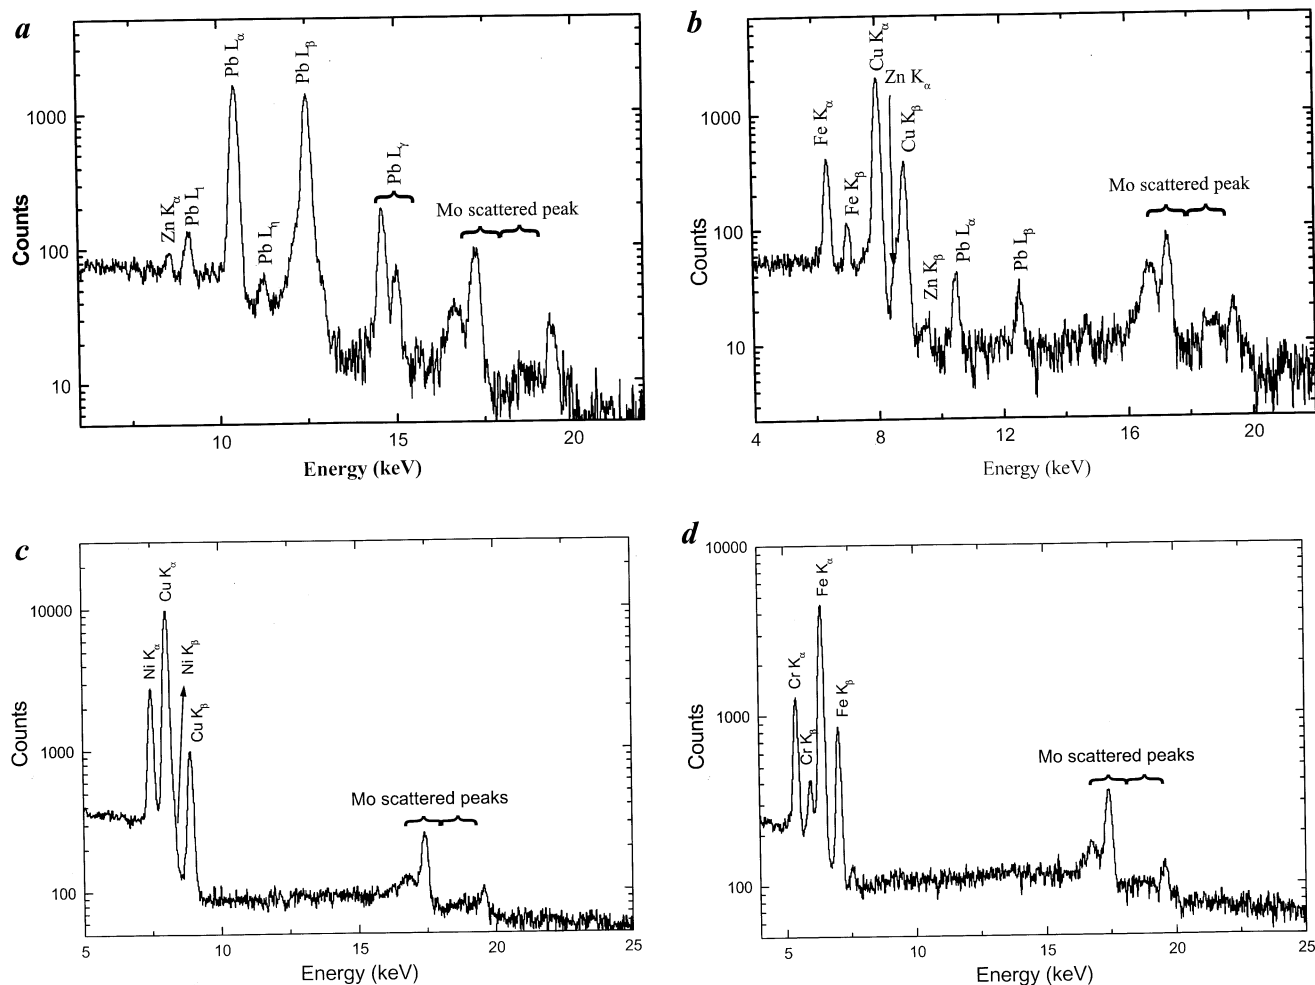 a
Pb Lα
Pb Lβ
1000
Pb Lγ
Zn Kα
Pb Ll
Pb Lη
Mo scattered peak
Counts
100
10
10
15
20
Energy (keV)
b
Cu Kα
Zn Kα
1000
Fe Kα
Cu Kβ
Fe Kβ
Mo scattered peak
Counts
100
Zn Kβ
Pb Lα
Pb Lβ
10
4
8
12
16
20
Energy (keV)
c
Cu Kα
10000
Ni Kα
Ni Kβ
Cu Kβ
Counts
1000
Mo scattered peaks
100
5
10
15
20
25
Energy (keV)
d
10000
Fe Kα
Cr Kα
Fe Kβ
Cr Kβ
1000
Counts
Mo scattered peaks
100
5
10
15
20
25
Energy (keV)